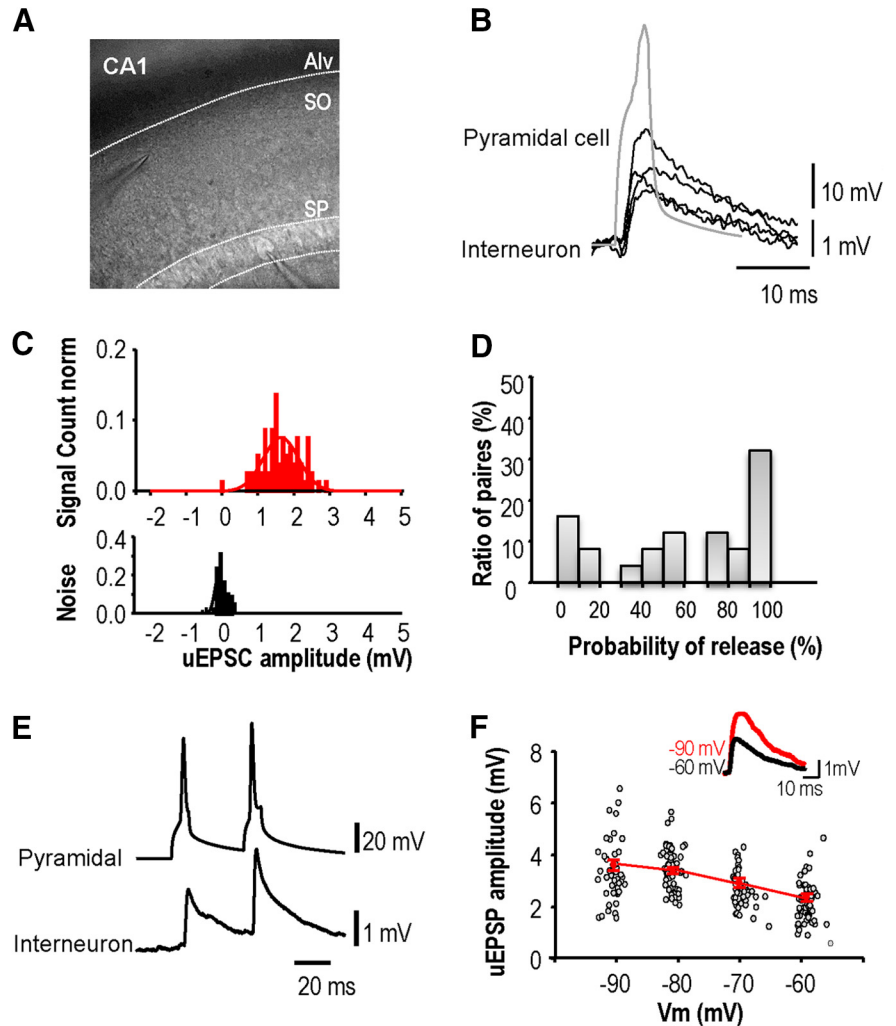 A
CA1
Alv
SO
SP
B
Pyramidal cell
Interneuron
10 mV
1 mV
10 ms
C
Signal Count norm
0.2
0.1
0.0
-2 -1 0 1 2 3 4 5
Noise
0.4
0.2
0.0
-2 -1 0 1 2 3 4 5
uEPSC amplitude (mV)
D
Ratio of paires (%)
50
40
30
20
10
0
0 20 40 60 80 100
Probability of release (%)
E
Pyramidal
20 mV
Interneuron
1 mV
20 ms
F
uEPSP amplitude (mV)
8
6
4
2
0
-90 mV
-60 mV
1mV
10 ms
-90 -80 -70 -60
Vm (mV)